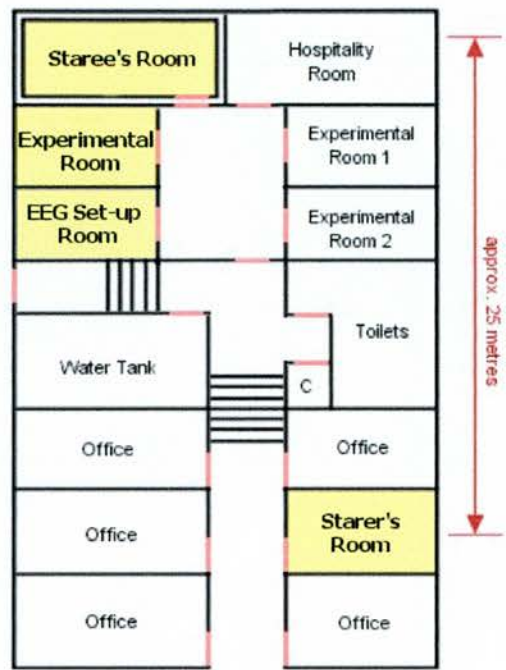 Staree's Room
Hospitality
Room
Experimental
Room
Experimental
Room 1
EEG Set-up
Room
Experimental
Room 2
approx. 25 metres
Toilets
Water Tank
C
Office
Office
Office
Starer's
Room
Office
Office